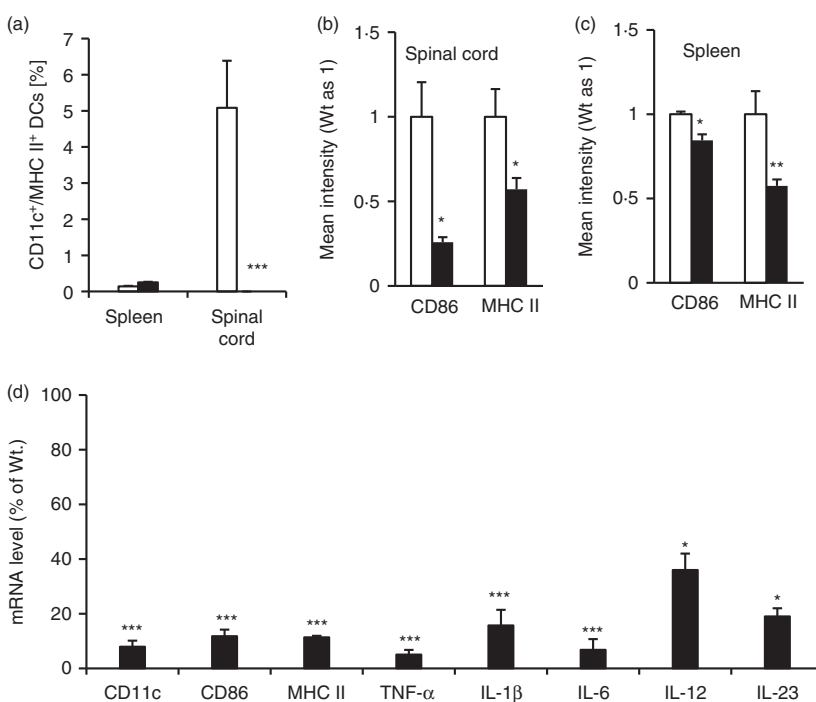 (a)
CD11c⁺/MHC II⁺ DCs [%]
7
6
5
4
3
2
1
0
***
Spleen
Spinal
cord
(b)
Mean intensity (Wt as 1)
Spinal cord
1·5
1
0·5
0
*
*
CD86
MHC II
(c)
Mean intensity (Wt as 1)
Spleen
1·5
1
0·5
0
*
**
CD86
MHC II
(d)
mRNA level (% of Wt.)
100
80
60
40
20
0
***
***
***
***
***
***
*
*
CD11c
CD86
MHC II
TNF-α
IL-1β
IL-6
IL-12
IL-23